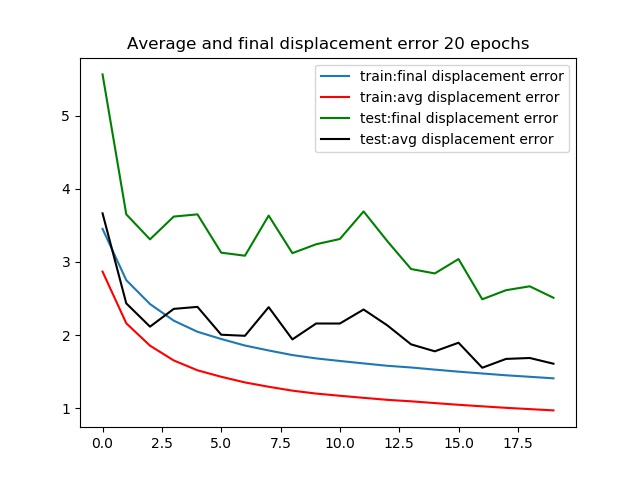 Average and final displacement error 20 epochs
train:final displacement error
train:avg displacement error
test:final displacement error
test:avg displacement error
5
4
3
2
1
0.0 2.5 5.0 7.5 10.0 12.5 15.0 17.5